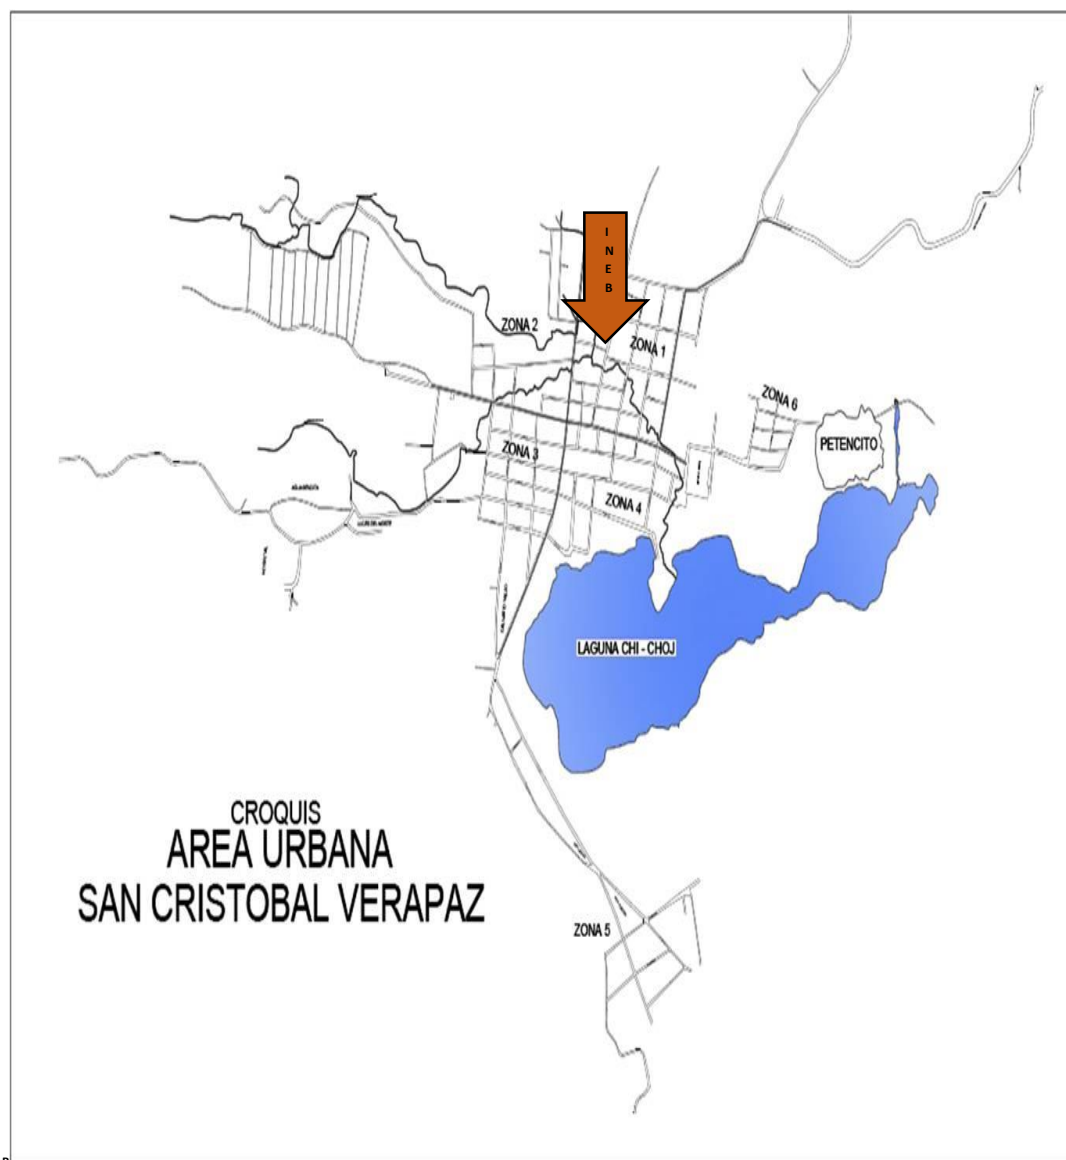 I
N
E
B
ZONA 2
ZONA 1
ZONA 6
PETENCITO
ZONA 3
ZONA 4
LAGUNA CHI - CHOJ
CROQUIS
AREA URBANA
SAN CRISTOBAL VERAPAZ
ZONA 5